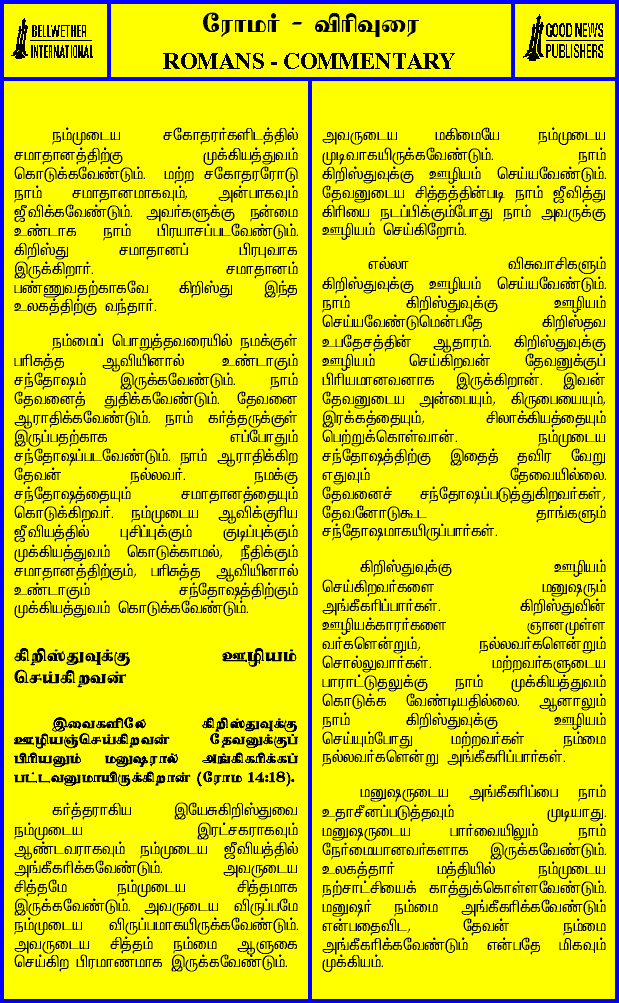 BELLWETHER
INTERNATIONAL
ரோமர் - விரிவுரை
ROMANS - COMMENTARY
GOOD NEWS
PUBLISHERS
நம்முடைய சகோதரர்களிடத்தில்
சமாதானத்திற்கு முக்கியத்துவம்
கொடுக்கவேண்டும். மற்ற சகோதரரோடு
நாம் சமாதானமாகவும், அன்பாகவும்
ஜீவிக்கவேண்டும். அவர்களுக்கு நன்மை
உண்டாக நாம் பிரயாசப்படவேண்டும்.
கிறிஸ்து சமாதானப் பிரபுவாக
இருக்கிறார். சமாதானம்
பண்ணுவதற்காகவே கிறிஸ்து இந்த
உலகத்திற்கு வந்தார்.
நம்மைப் பொறுத்தவரையில் நமக்குள்
பரிசுத்த ஆவியினால் உண்டாகும்
சந்தோஷம் இருக்கவேண்டும். நாம்
தேவனைத் துதிக்கவேண்டும். தேவனை
ஆராதிக்கவேண்டும். நாம் கர்த்தருக்குள்
இருப்பதற்காக எப்போதும்
சந்தோஷப்படவேண்டும். நாம் ஆராதிக்கிற
தேவன் நல்லவர். நமக்கு
சந்தோஷத்தையும் சமாதானத்தையும்
கொடுக்கிறவர். நம்முடைய ஆவிக்குரிய
ஜீவியத்தில் புசிப்புக்கும் குடிப்புக்கும்
முக்கியத்துவம் கொடுக்காமல், நீதிக்கும்
சமாதானத்திற்கும், பரிசுத்த ஆவியினால்
உண்டாகும் சந்தோஷத்திற்கும்
முக்கியத்துவம் கொடுக்கவேண்டும்.
கிறிஸ்துவுக்கு ஊழியம்
செய்கிறவன்
இவைகளிலே கிறிஸ்துவுக்கு
ஊழியஞ்செய்கிறவன் தேவனுக்குப்
பிரியனும் மனுஷரால் அங்கிகரிக்கப்
பட்டவனுமாயிருக்கிறான் (ரோம 14:18).
கர்த்தராகிய இயேசுகிறிஸ்துவை
நம்முடைய இரட்சகராகவும்
ஆண்டவராகவும் நம்முடைய ஜீவியத்தில்
அங்கீகரிக்கவேண்டும். அவருடைய
சித்தமே நம்முடைய சித்தமாக
இருக்கவேண்டும். அவருடைய விருப்பமே
நம்முடைய விருப்பமாகயிருக்கவேண்டும்.
அவருடைய சித்தம் நம்மை ஆளுகை
செய்கிற பிரமாணமாக இருக்கவேண்டும்.
அவருடைய மகிமையே நம்முடைய
முடிவாகயிருக்கவேண்டும். நாம்
கிறிஸ்துவுக்கு ஊழியம் செய்யவேண்டும்.
தேவனுடைய சித்தத்தின்படி நாம் ஜீவித்து
கிரியை நடப்பிக்கும்போது நாம் அவருக்கு
ஊழியம் செய்கிறோம்.
எல்லா விசுவாசிகளும்
கிறிஸ்துவுக்கு ஊழியம் செய்யவேண்டும்.
நாம் கிறிஸ்துவுக்கு ஊழியம்
செய்யவேண்டுமென்பதே கிறிஸ்தவ
உபதேசத்தின் ஆதாரம். கிறிஸ்துவுக்கு
ஊழியம் செய்கிறவன் தேவனுக்குப்
பிரியமானவனாக இருக்கிறான். இவன்
தேவனுடைய அன்பையும், கிருபையையும்,
இரக்கத்தையும், சிலாக்கியத்தையும்
பெற்றுக்கொள்வான். நம்முடைய
சந்தோஷத்திற்கு இதைத் தவிர வேறு
எதுவும் தேவையில்லை.
தேவனைச் சந்தோஷப்படுத்துகிறவர்கள்,
தேவனோடுகூட தாங்களும்
சந்தோஷமாகயிருப்பார்கள்.
கிறிஸ்துவுக்கு ஊழியம்
செய்கிறவர்களை மனுஷரும்
அங்கீகரிப்பார்கள். கிறிஸ்துவின்
ஊழியக்காரர்களை ஞானமுள்ள
வர்களென்றும், நல்லவர்களென்றும்
சொல்லுவார்கள். மற்றவர்களுடைய
பாராட்டுதலுக்கு நாம் முக்கியத்துவம்
கொடுக்க வேண்டியதில்லை. ஆனாலும்
நாம் கிறிஸ்துவுக்கு ஊழியம்
செய்யும்போது மற்றவர்கள் நம்மை
நல்லவர்களென்று அங்கீகரிப்பார்கள்.
மனுஷருடைய அங்கீகரிப்பை நாம்
உதாசீனப்படுத்தவும் முடியாது.
மனுஷருடைய பார்வையிலும் நாம்
நேர்மையானவர்களாக இருக்கவேண்டும்.
உலகத்தார் மத்தியில் நம்முடைய
நற்சாட்சியைக் காத்துக்கொள்ளவேண்டும்.
மனுஷர் நம்மை அங்கீகரிக்கவேண்டும்
என்பதைவிட, தேவன் நம்மை
அங்கீகரிக்கவேண்டும் என்பதே மிகவும்
முக்கியம்.